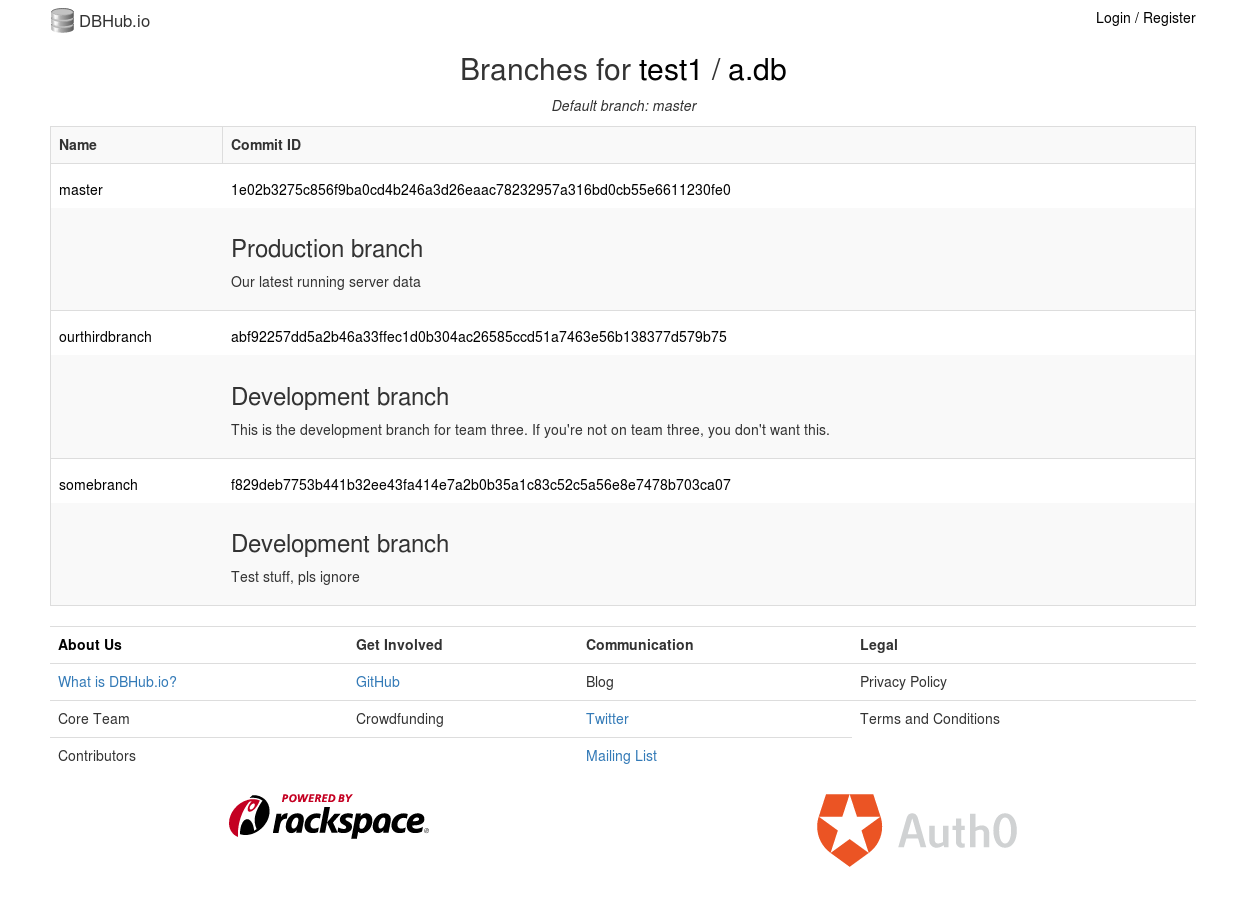 DBHub.io
Login / Register
Branches for test1 / a.db
Default branch: master
Name Commit ID
master 1e02b3275c856f9ba0cd4b246a3d26eaac78232957a316bd0cb55e6611230fe0
Production branch
Our latest running server data
ourthirdbranch abf92257dd5a2b46a33ffec1d0b304ac26585ccd51a7463e56b138377d579b75
Development branch
This is the development branch for team three. If you're not on team three, you don't want this.
somebranch f829deb7753b441b32ee43fa414e7a2b0b35a1c83c52c5a56e8e7478b703ca07
Development branch
Test stuff, pls ignore
About Us Get Involved Communication Legal
What is DBHub.io? GitHub Blog Privacy Policy
Core Team Crowdfunding Twitter Terms and Conditions
Contributors Mailing List
POWERED BY
rackspace®
Auth0